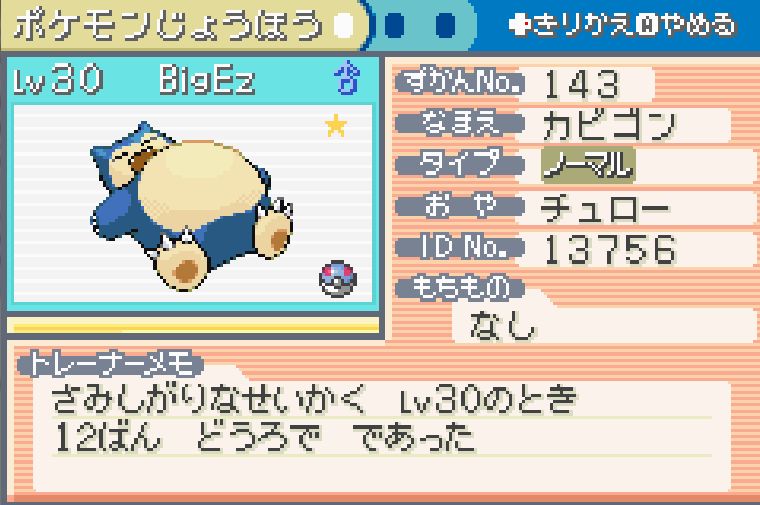 ポケモンじょうほう
きりかえ
やめる
Lv30 BigEz ♂
ずかんNo. 143
なまえ カビゴン
タイプ ノーマル
おや チュロー
ID No. 13756
もちもの
なし
トレーナーメモ
さみしがりなせいかく Lv30のとき
12ばん どうろで であった